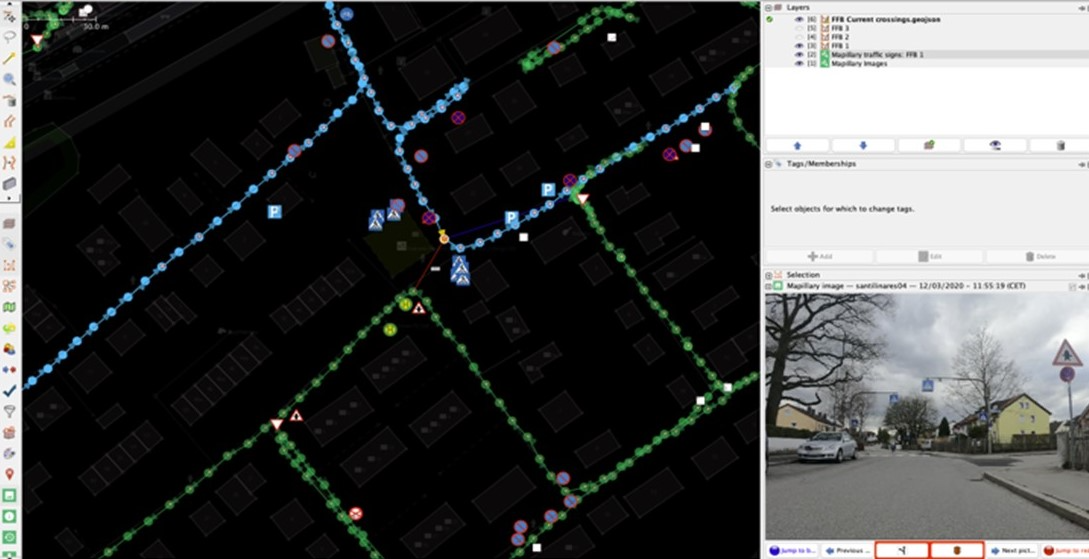 0
30.0 m
P
P
P
H
H
Layers
[6] FFB Current crossings.geojson
[5] FFB 3
[4] FFB 2
[3] FFB 1
[2] Mapillary traffic signs: FFB 1
[1] Mapillary Images
Tags/Memberships
Select objects for which to change tags.
Add
Edit
Delete
Selection
Mapillary image — santilinares04 — 12/03/2020 - 11:55:19 (CET)
Jump to b...
Previous ...
Next pict...
Jump to r